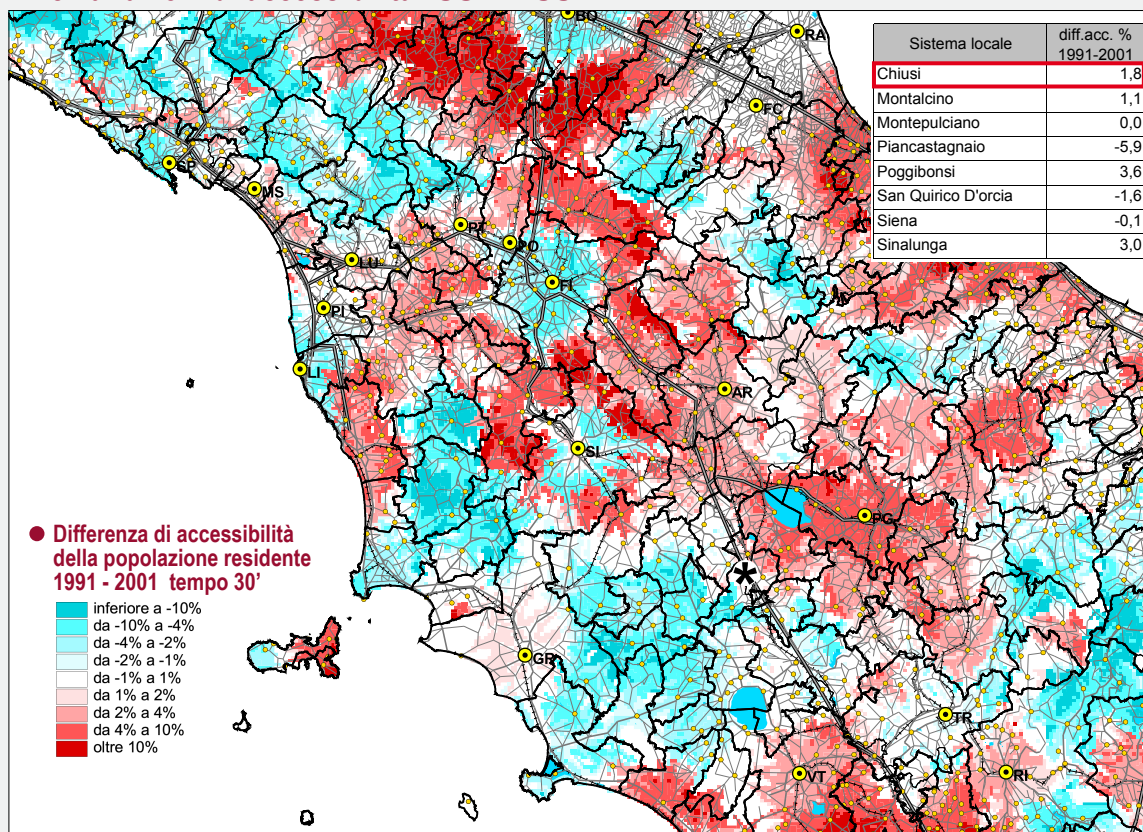 BO
RA
FC
SP
MS
PT
PO
LU
FI
PI
LI
AR
SI
PG
*
GR
TR
VT
RI
Sistema locale diff.acc. % 1991-2001
Chiusi 1,8
Montalcino 1,1
Montepulciano 0,0
Piancastagnaio -5,9
Poggibonsi 3,6
San Quirico D'orcia -1,6
Siena -0,1
Sinalunga 3,0
Differenza di accessibilità
della popolazione residente
1991 - 2001 tempo 30'
inferiore a -10%
da -10% a -4%
da -4% a -2%
da -2% a -1%
da -1% a 1%
da 1% a 2%
da 2% a 4%
da 4% a 10%
oltre 10%